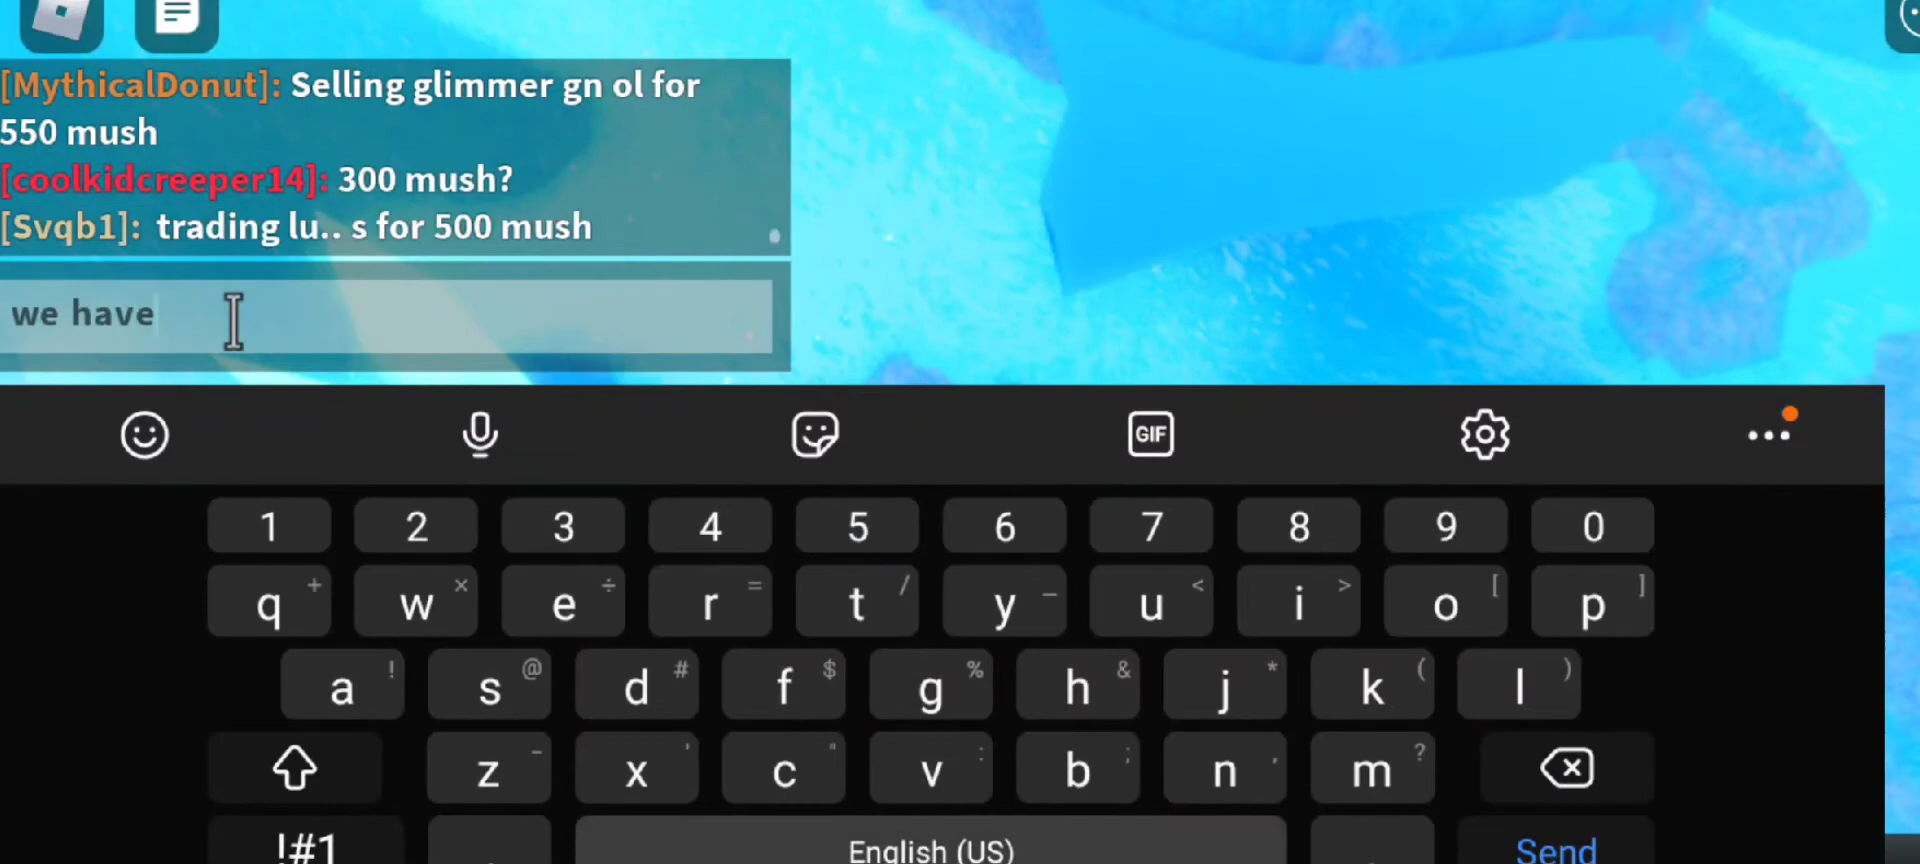 [MythicalDonut]: Selling glimmer gn ol for
550 mush
[coolkidcreeper14]: 300 mush?
[Svqb1]: trading lu.. s for 500 mush
we have
GIF
1 2 3 4 5 6 7 8 9 0
q + w × e ÷ r = t / y _ u < i > o [ p ]
a ! s @ d # f $ g % h & j * k ( l )
z - x ' c " v : b ; n , m ?
!#1 English (US) Send